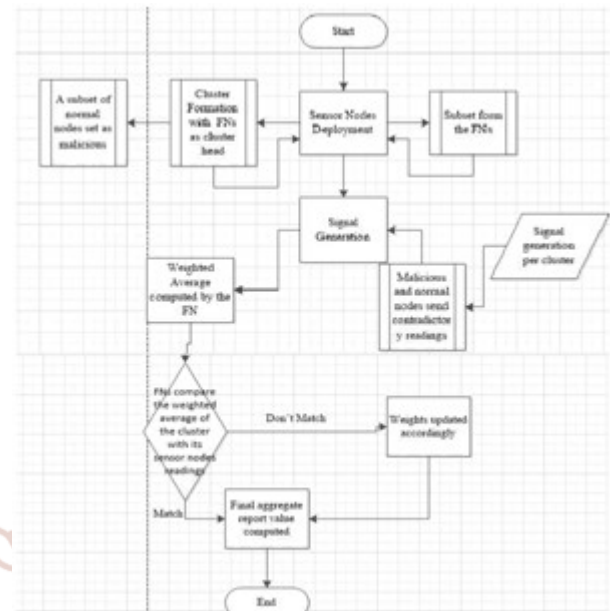 Start
A subset of
normal
nodes set as
malicious
Cluster
Formation
with FNs
as cluster
head
Sensor Nodes
Deployment
Subset form
the FNs
Signal
Generation
Signal
generation
per cluster
Weighted
Average
computed by the
FN
Malicious
and normal
nodes send
contradictor
y readings
FNs compare
the weighted
average of
the cluster
with its
sensor nodes
readings
Don't Match
Weights updated
accordingly
Match
Final aggregate
report value
computed
End